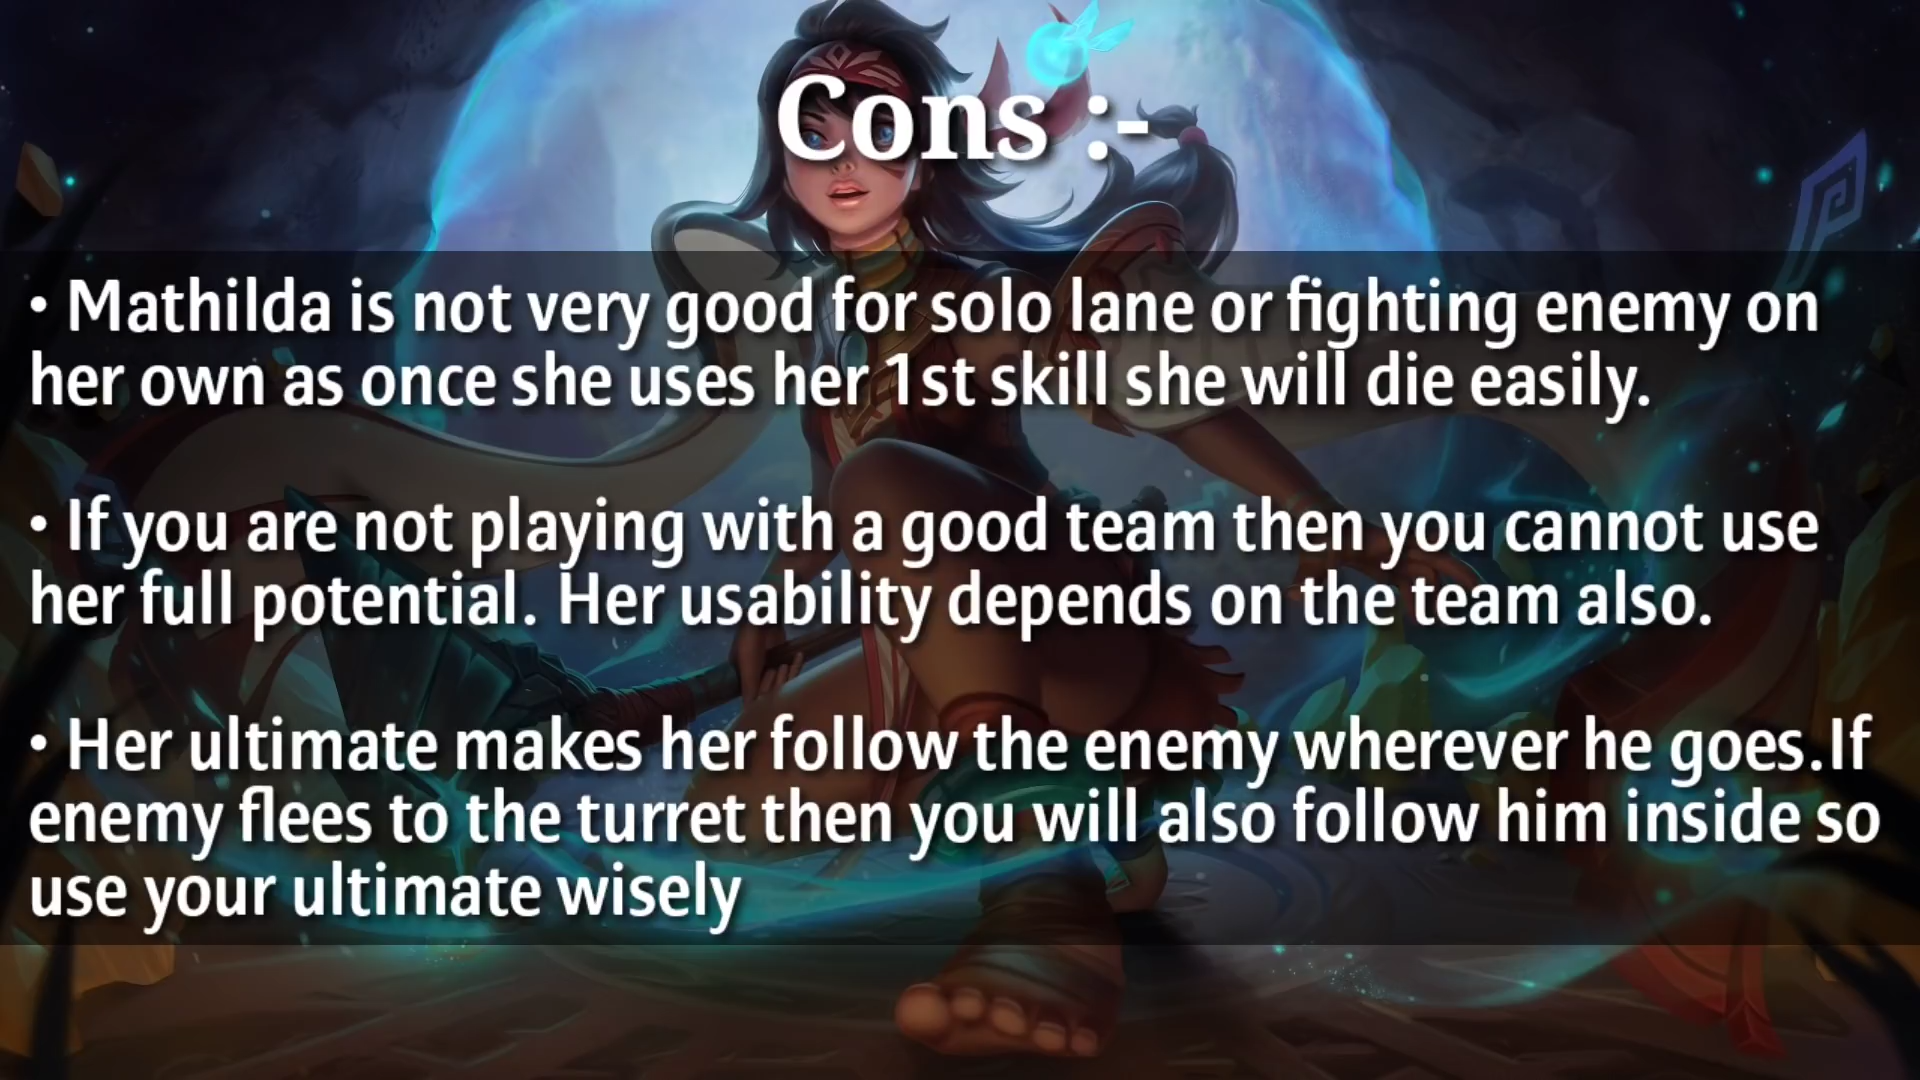 Cons :-
• Mathilda is not very good for solo lane or fighting enemy on
her own as once she uses her 1st skill she will die easily.
• If you are not playing with a good team then you cannot use
her full potential. Her usability depends on the team also.
• Her ultimate makes her follow the enemy wherever he goes.If
enemy flees to the turret then you will also follow him inside so
use your ultimate wisely